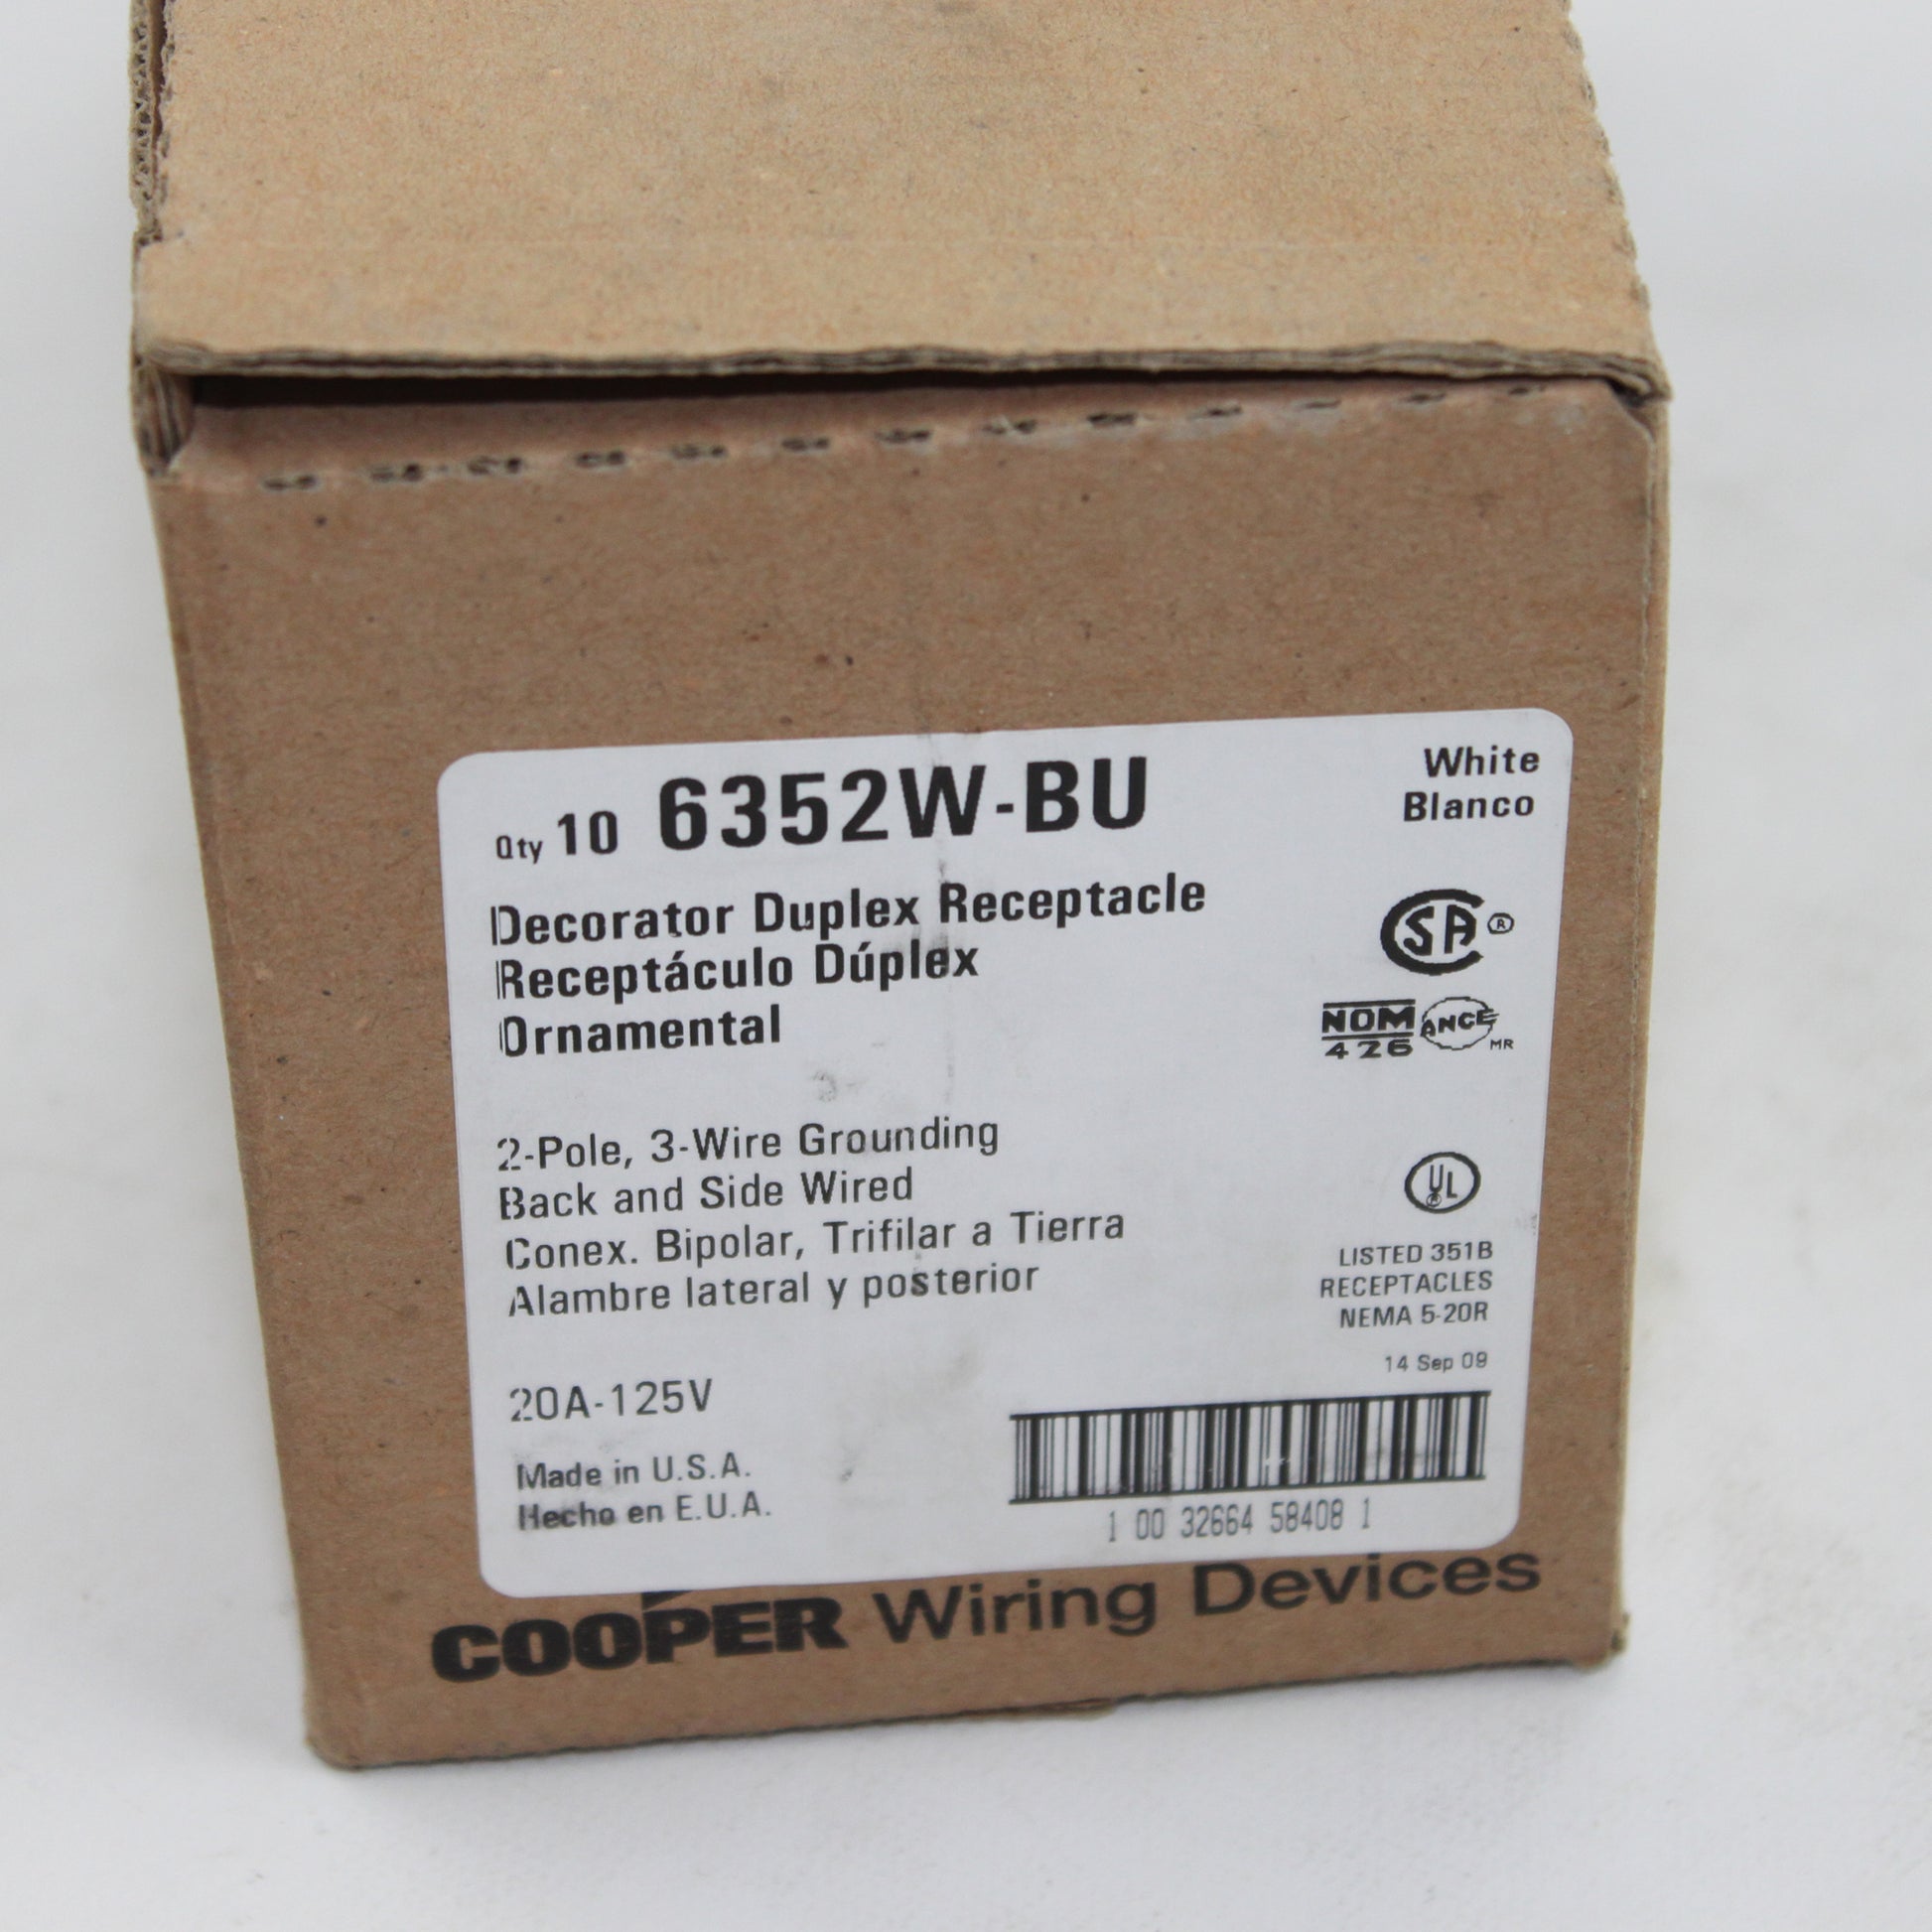 Qty 10 6352W-BU
White
Blanco
Decorator Duplex Receptacle
Receptáculo Dúplex
Ornamental
CSA ®
NOM ANCE
426 MR
2-Pole, 3-Wire Grounding
Back and Side Wired
Conex. Bipolar, Trifilar a Tierra
Alambre lateral y posterior
UL ®
LISTED 351B
RECEPTACLES
NEMA 5-20R
14 Sep 09
20A-125V
Made in U.S.A.
Hecho en E.U.A.
1 00 32664 58408 1
COOPER Wiring Devices